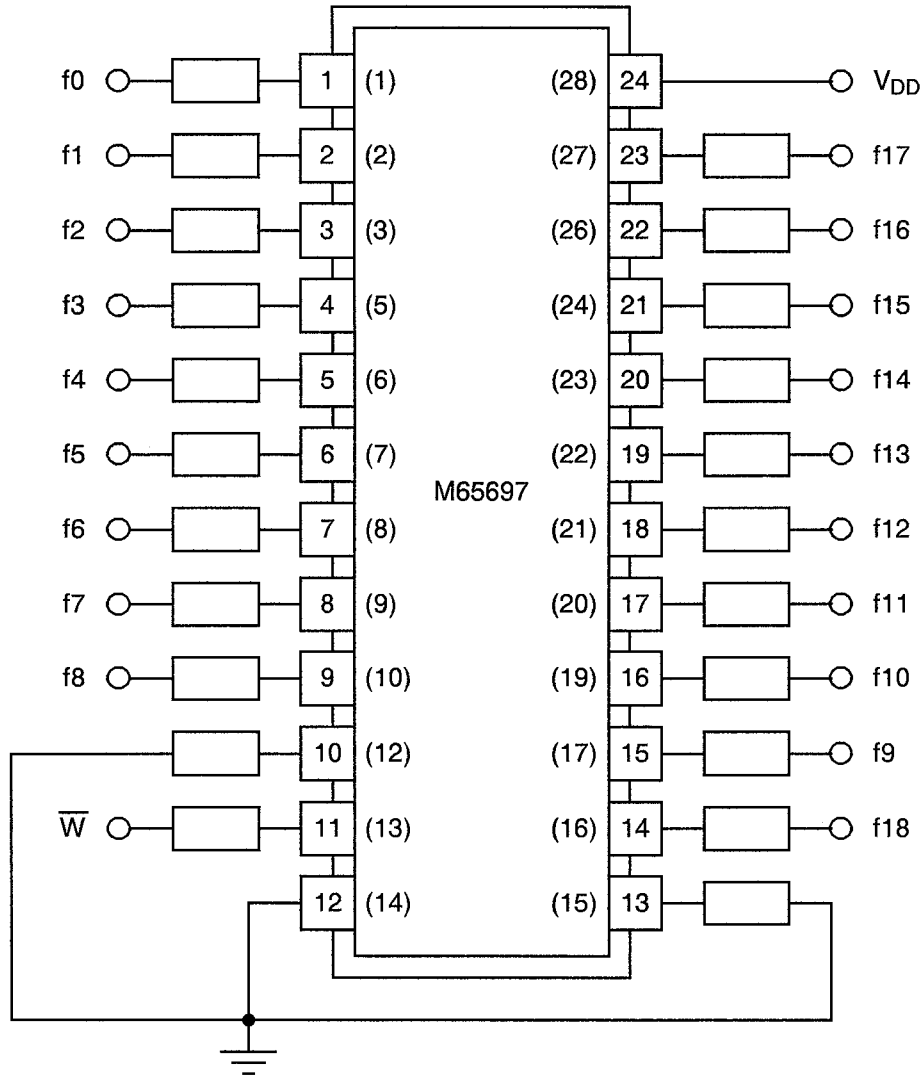 f0 1 (1) (28) 24 V_DD
f1 2 (2) (27) 23 f17
f2 3 (3) (26) 22 f16
f3 4 (5) (24) 21 f15
f4 5 (6) (23) 20 f14
f5 6 (7) (22) 19 f13
M65697
f6 7 (8) (21) 18 f12
f7 8 (9) (20) 17 f11
f8 9 (10) (19) 16 f10
10 (12) (17) 15 f9
W̅ 11 (13) (16) 14 f18
12 (14) (15) 13